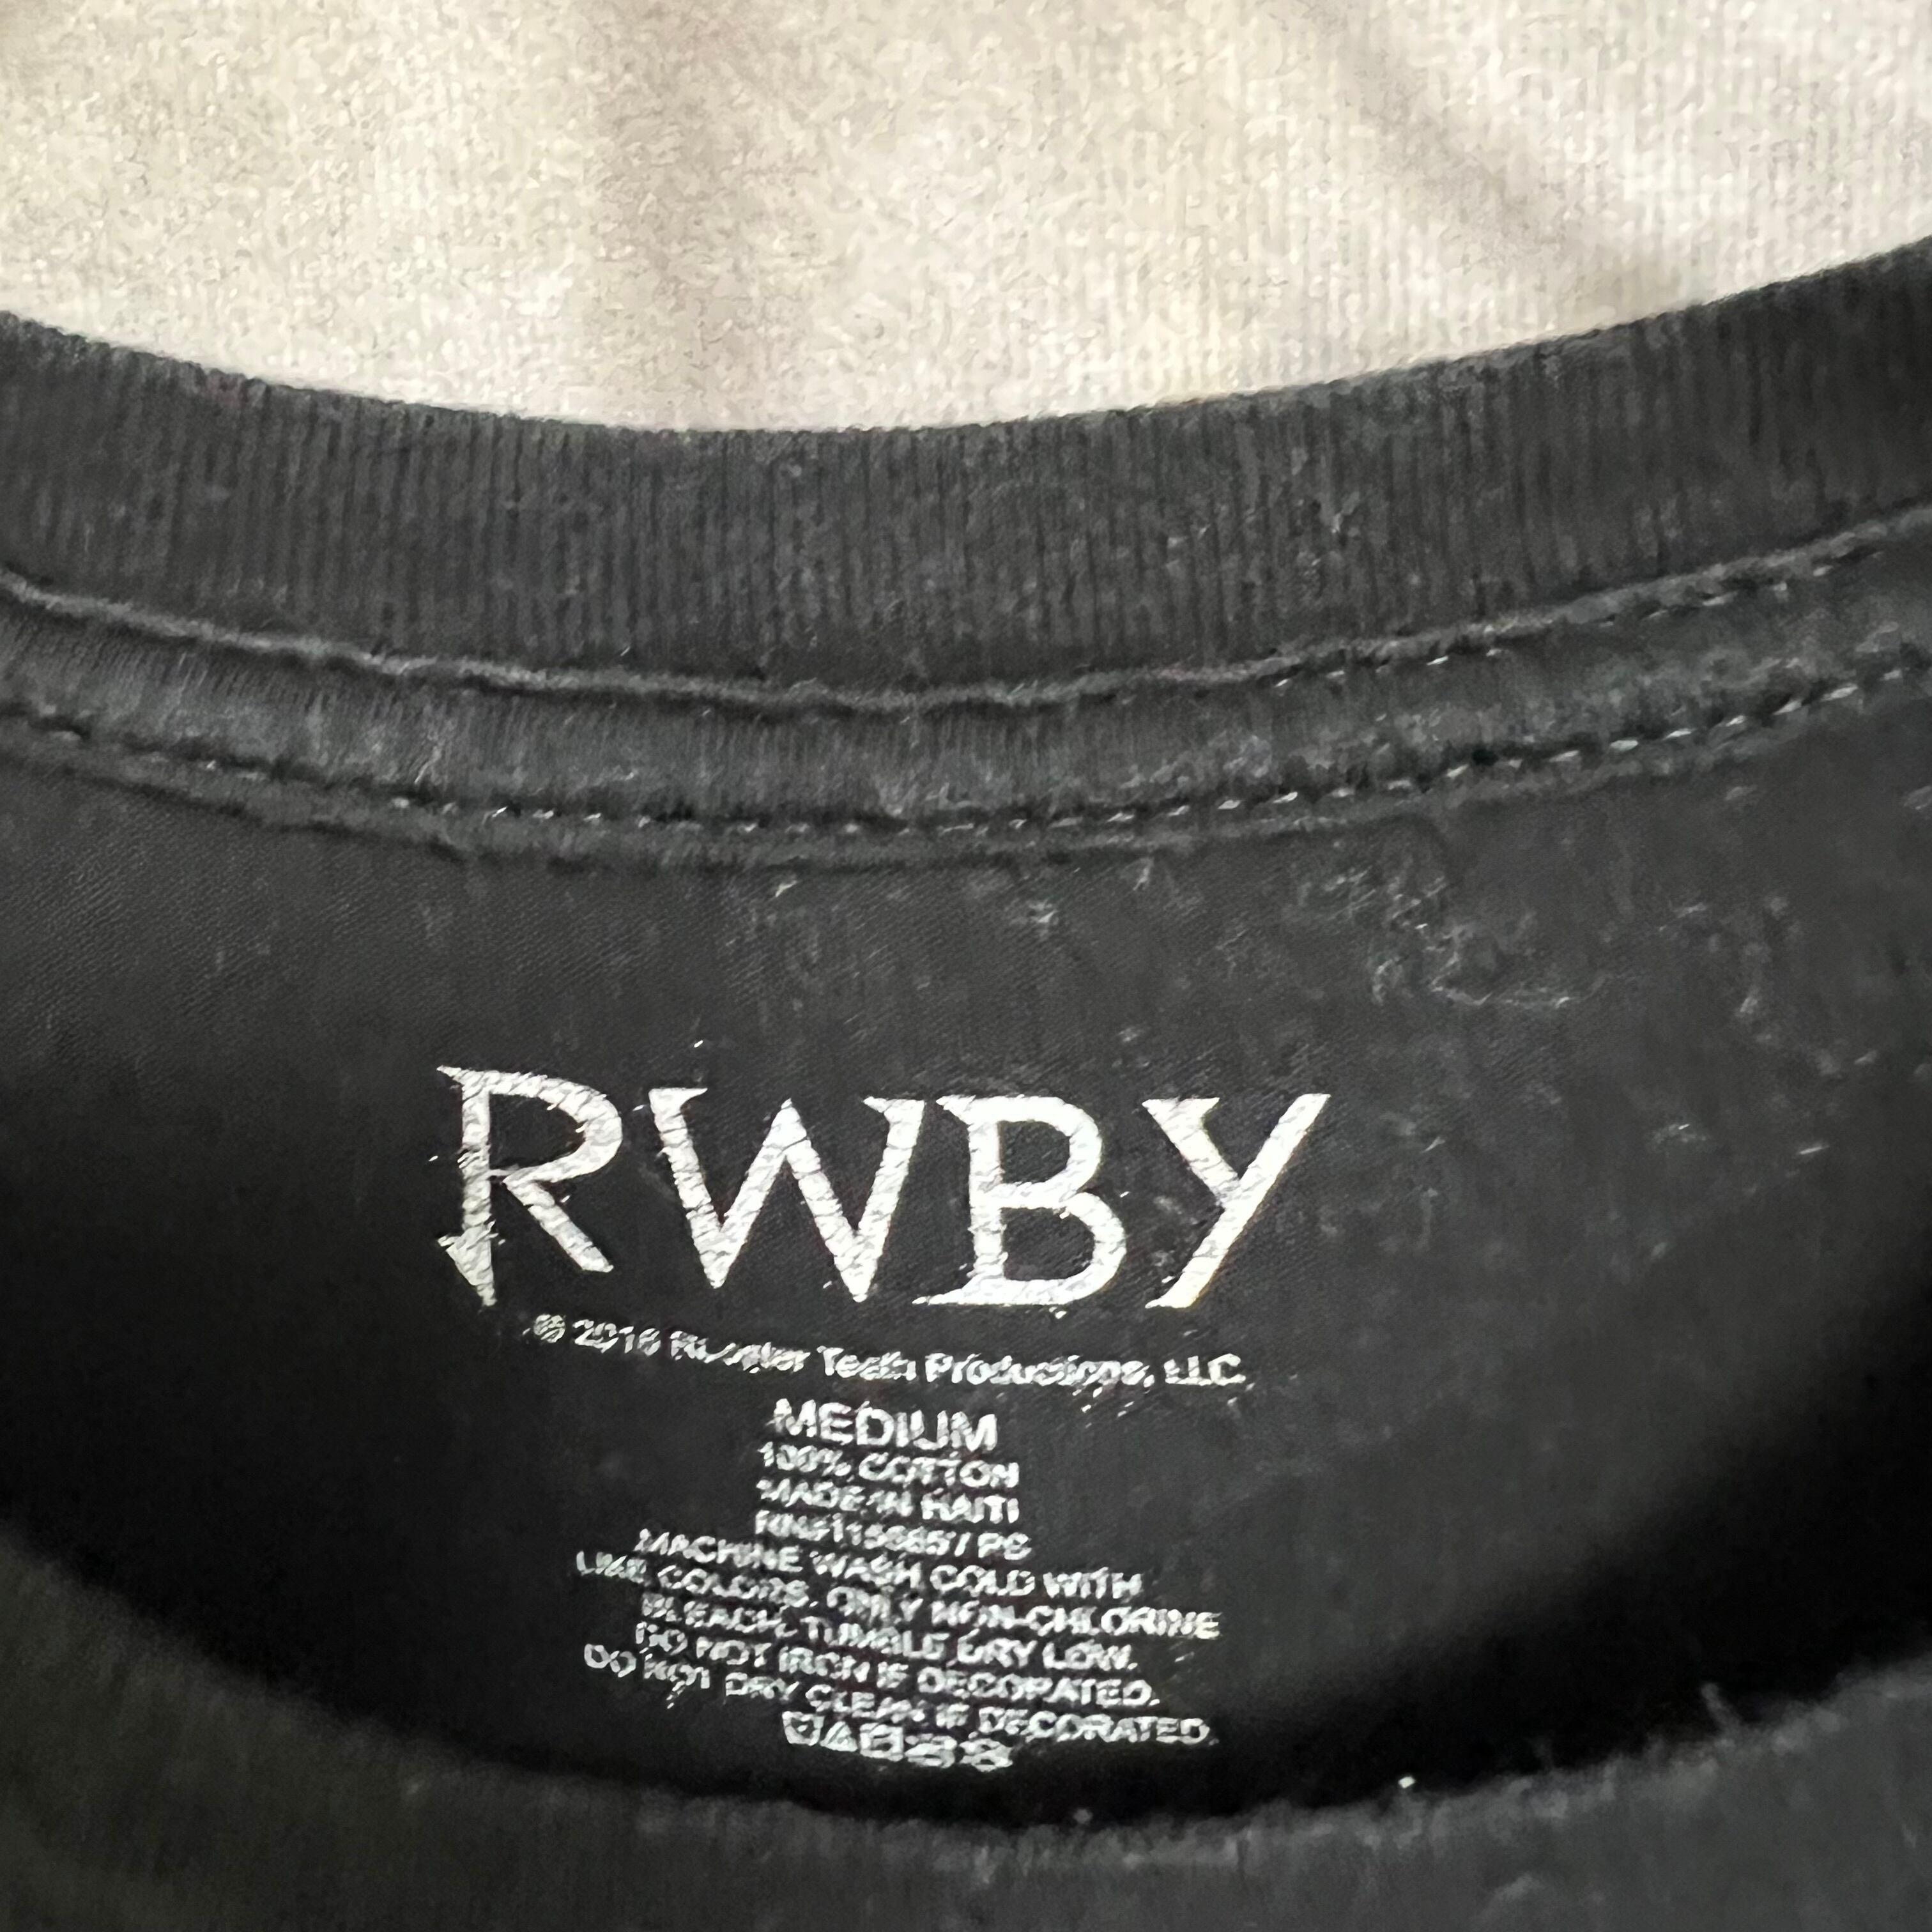 RWBY
© 2016 Rooster Teeth Productions, LLC.
MEDIUM
100% COTTON
MADE IN HAITI
MACHINE WASH COLD WITH
LIKE COLORS. ONLY NON-CHLORINE
BLEACH. TUMBLE DRY LOW.
DO NOT IRON IF DECORATED.
DO NOT DRY CLEAN IF DECORATED.